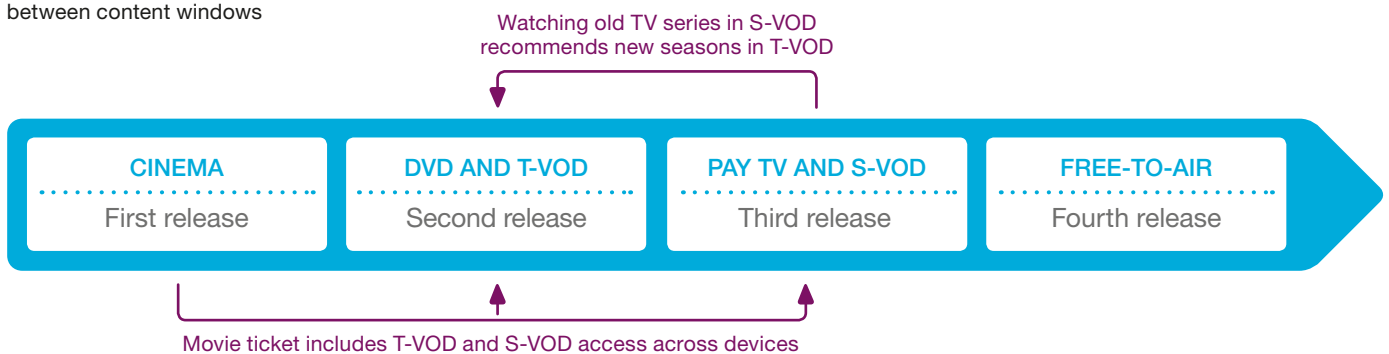 between content windows
Watching old TV series in S-VOD
recommends new seasons in T-VOD
CINEMA
First release
DVD AND T-VOD
Second release
PAY TV AND S-VOD
Third release
FREE-TO-AIR
Fourth release
Movie ticket includes T-VOD and S-VOD access across devices